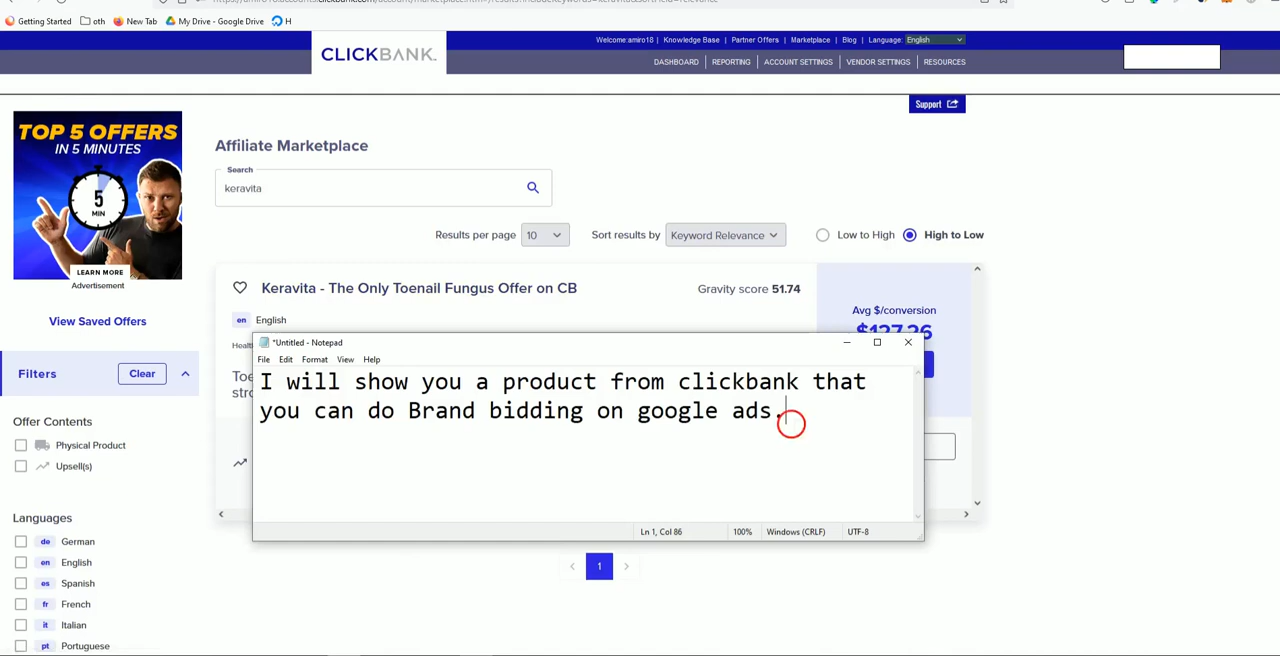 Getting Started
oth
New Tab
My Drive - Google Drive
H
Welcome:amiro18 | Knowledge Base | Partner Offers | Marketplace | Blog | Language: English
CLICKBANK
DASHBOARD | REPORTING | ACCOUNT SETTINGS | VENDOR SETTINGS | RESOURCES
Support
TOP 5 OFFERS
IN 5 MINUTES
5
MIN
LEARN MORE
Advertisement
View Saved Offers
Filters
Clear
Offer Contents
Physical Product
Upsell(s)
Languages
de German
en English
es Spanish
fr French
it Italian
pt Portuguese
Affiliate Marketplace
Search
keravita
Results per page 10
Sort results by Keyword Relevance
Low to High
High to Low
Keravita - The Only Toenail Fungus Offer on CB
Gravity score 51.74
en English
Avg $/conversion
$127.26
*Untitled - Notepad
File Edit Format View Help
I will show you a product from clickbank that
you can do Brand bidding on google ads.
Ln 1, Col 86
100%
Windows (CRLF)
UTF-8
1